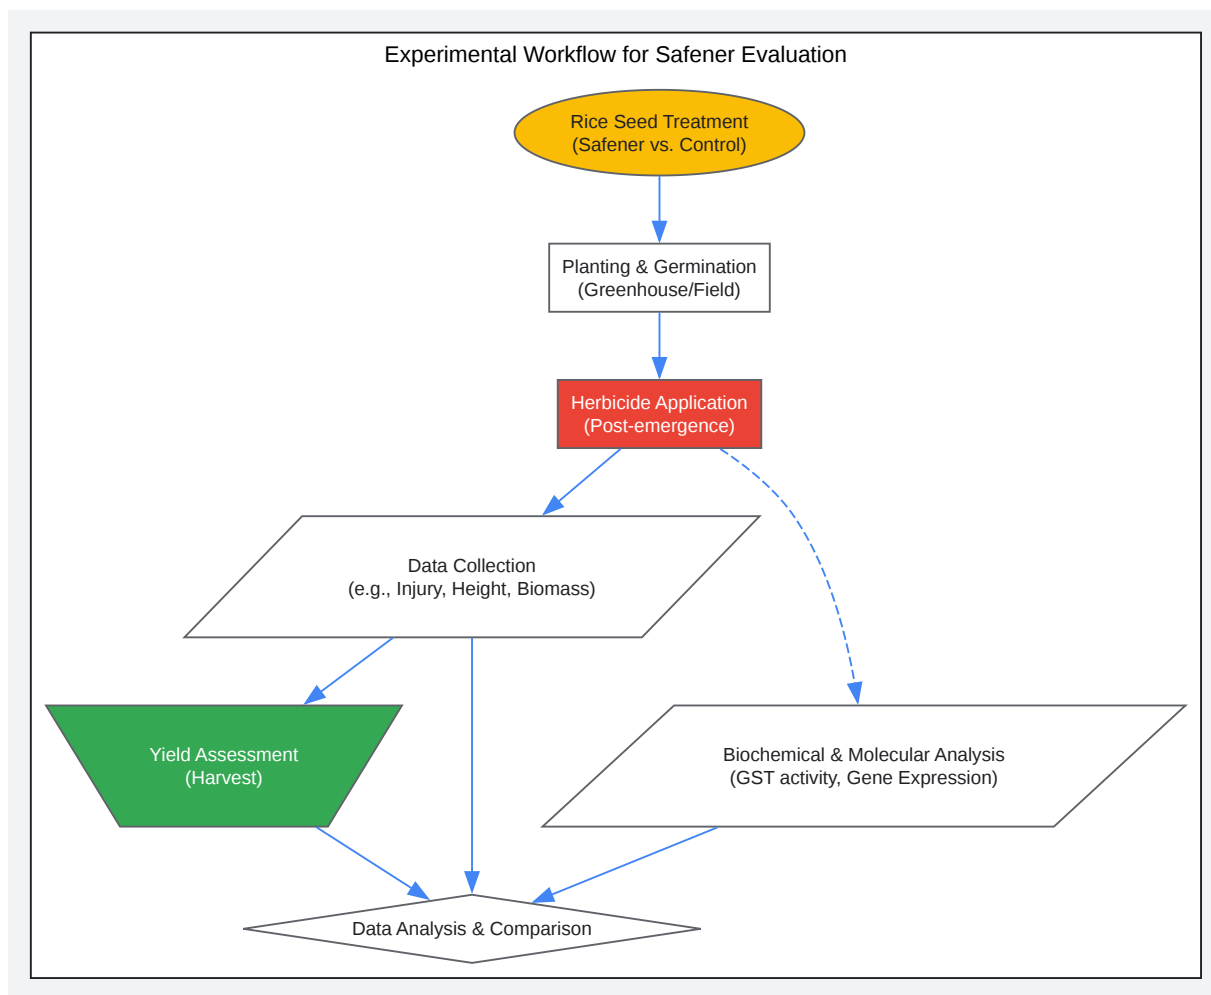 Experimental Workflow for Safener Evaluation
Rice Seed Treatment
(Safener vs. Control)
Planting & Germination
(Greenhouse/Field)
Herbicide Application
(Post-emergence)
Data Collection
(e.g., Injury, Height, Biomass)
Yield Assessment
(Harvest)
Biochemical & Molecular Analysis
(GST activity, Gene Expression)
Data Analysis & Comparison